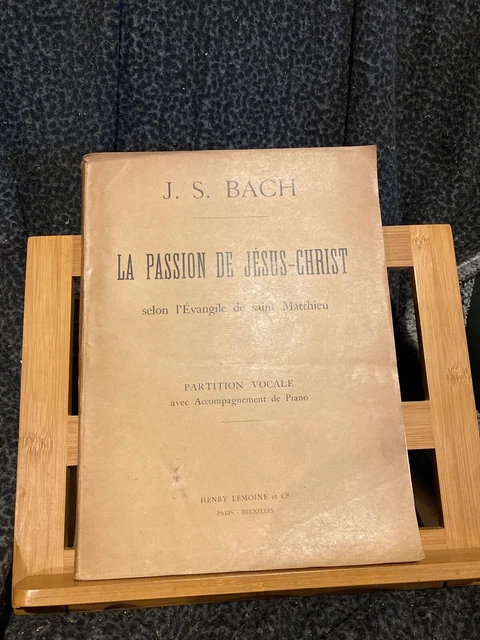 J. S. BACH
LA PASSION DE JÉSUS-CHRIST
selon l'Évangile de saint Matthieu
PARTITION VOCALE
avec Accompagnement de Piano
HENRY LEMOINE et Cie
PARIS - BRUXELLES